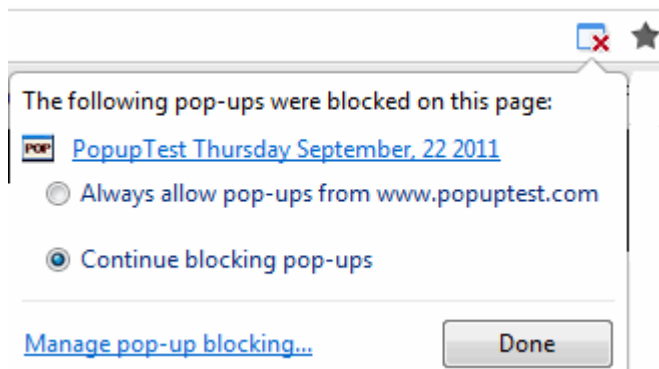 The following pop-ups were blocked on this page:
POP PopupTest Thursday September, 22 2011
Always allow pop-ups from www.popuptest.com
Continue blocking pop-ups
Manage pop-up blocking... Done